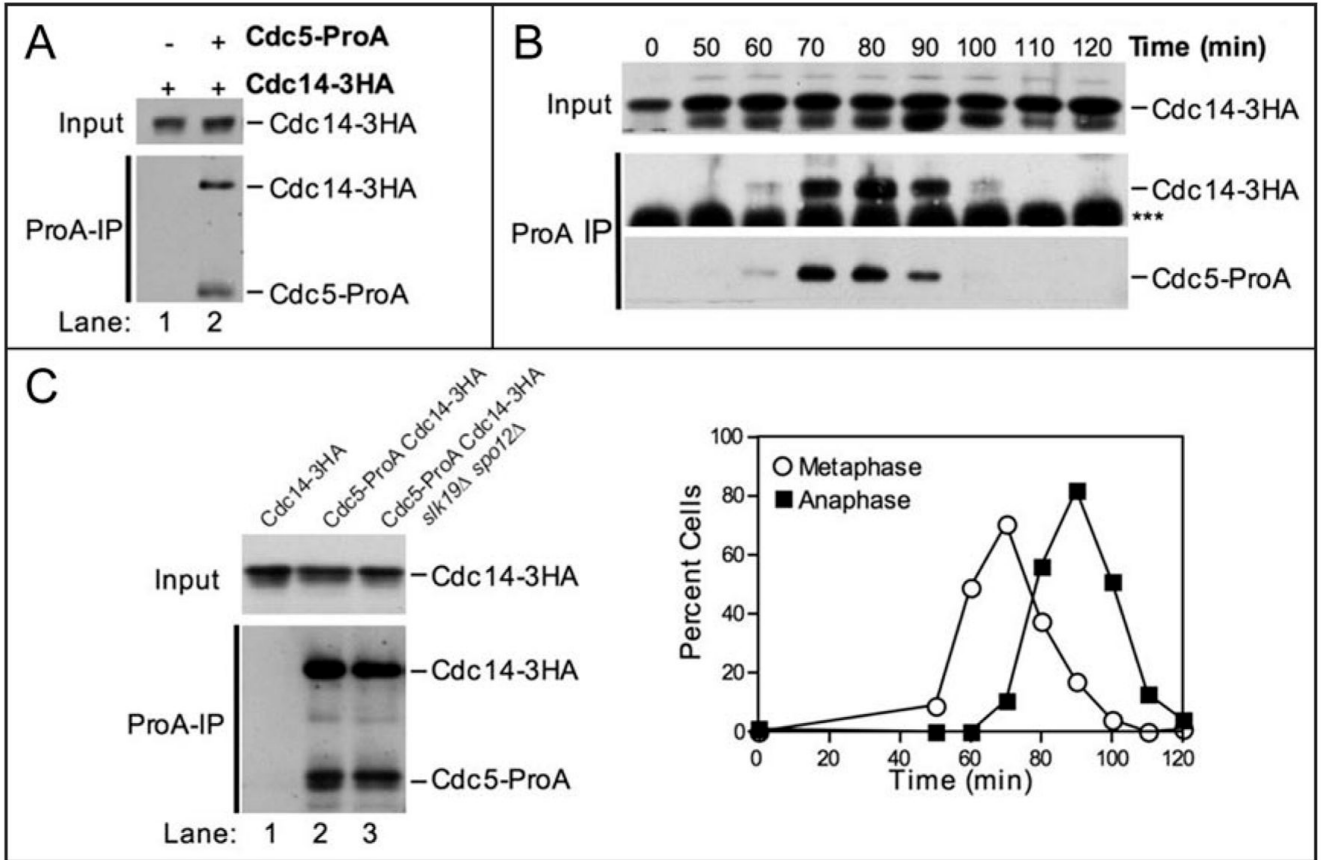 A
- + Cdc5-ProA
+ + Cdc14-3HA
Input
Cdc14-3HA
ProA-IP
Cdc14-3HA
Cdc5-ProA
Lane: 1 2
B
0 50 60 70 80 90 100 110 120 Time (min)
Input
Cdc14-3HA
ProA IP
Cdc14-3HA
***
Cdc5-ProA
C
Cdc14-3HA
Cdc5-ProA Cdc14-3HA
Cdc5-ProA Cdc14-3HA
slk19Δ spo12Δ
Input
Cdc14-3HA
ProA-IP
Cdc14-3HA
Cdc5-ProA
Lane: 1 2 3
Percent Cells
100
80
60
40
20
0
Metaphase
Anaphase
0 20 40 60 80 100 120
Time (min)